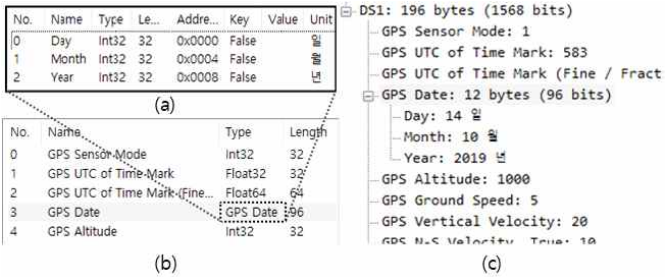 No. Name Type Le... Addre... Key Value Unit
0 Day Int32 32 0x0000 False 일
1 Month Int32 32 0x0004 False 월
2 Year Int32 32 0x0008 False 년
(a)
No. Name Type Length
0 GPS Sensor Mode Int32 32
1 GPS UTC of Time Mark Float32 32
2 GPS UTC of Time Mark (Fine... Float64 64
3 GPS Date GPS Date 96
4 GPS Altitude Int32 32
(b)
DS1: 196 bytes (1568 bits)
GPS Sensor Mode: 1
GPS UTC of Time Mark: 583
GPS UTC of Time Mark (Fine / Fract
GPS Date: 12 bytes (96 bits)
Day: 14 일
Month: 10 월
Year: 2019 년
GPS Altitude: 1000
GPS Ground Speed: 5
GPS Vertical Velocity: 20
GPS N-S Velocity, True: 10
(c)